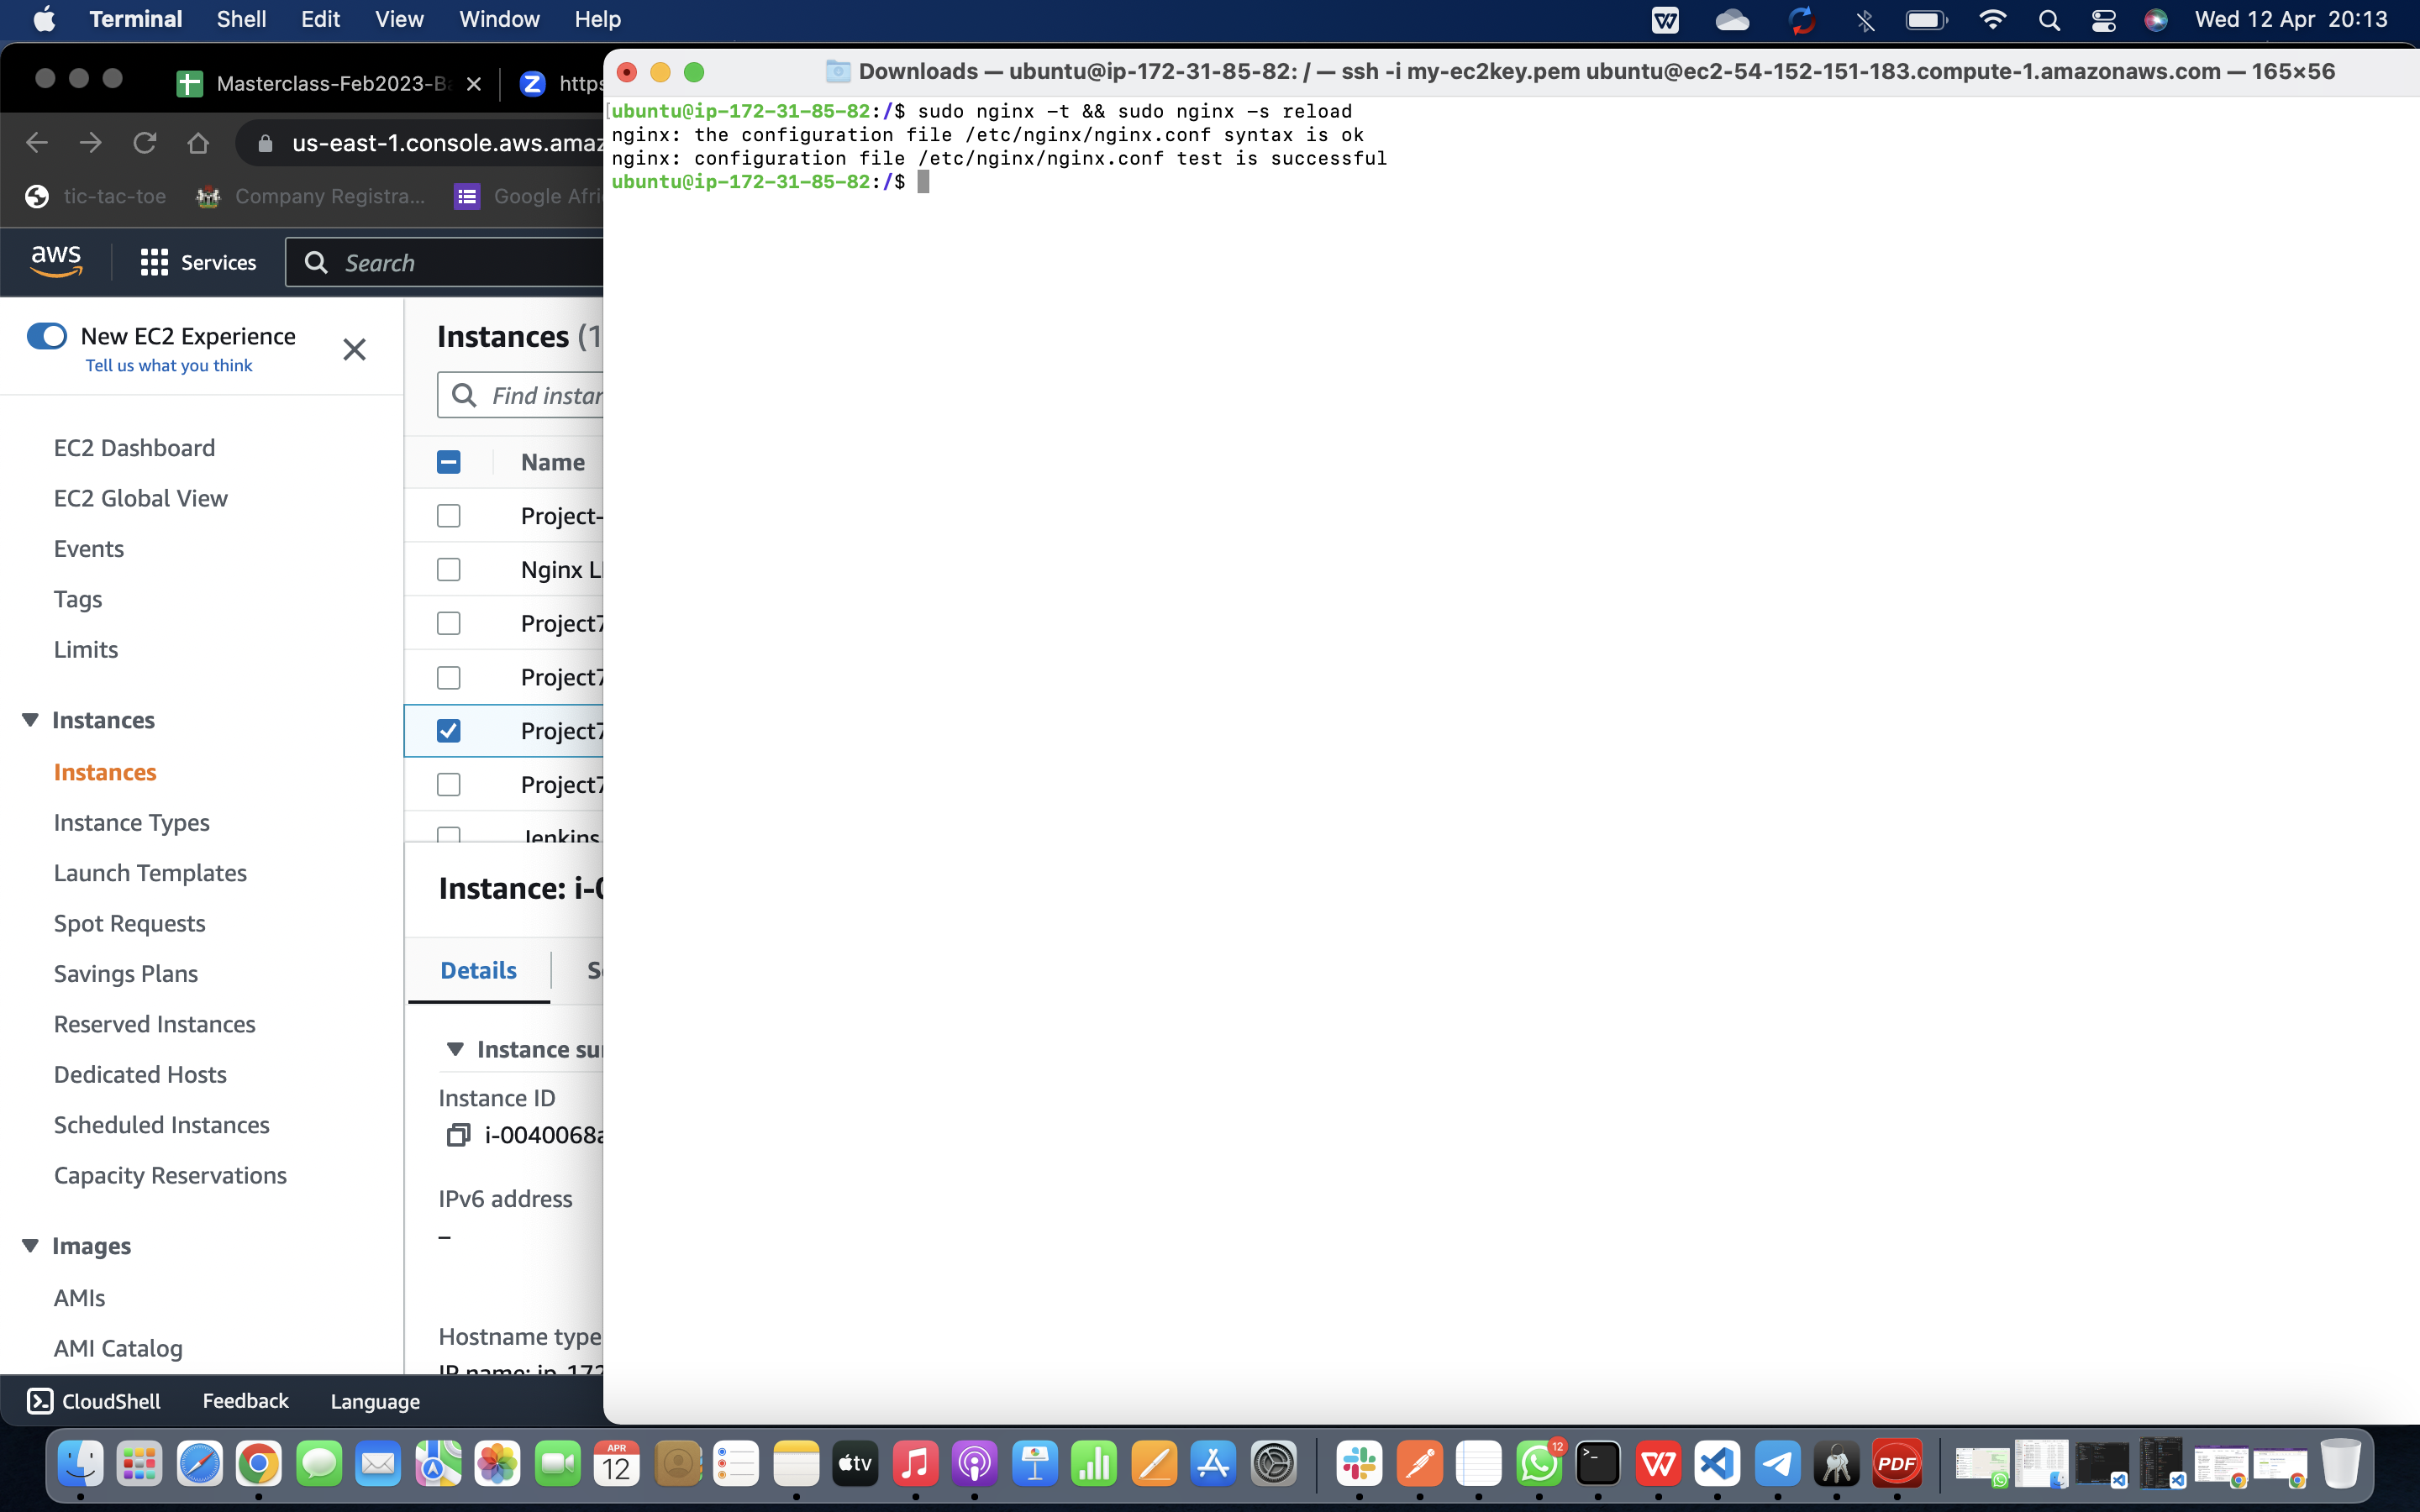 Terminal Shell Edit View Window Help
Wed 12 Apr 20:13
Masterclass-Feb2023-Ba
https
Downloads — ubuntu@ip-172-31-85-82: / — ssh -i my-ec2key.pem ubuntu@ec2-54-152-151-183.compute-1.amazonaws.com — 165×56
us-east-1.console.aws.amaz
tic-tac-toe
Company Registra...
Google Afri
ubuntu@ip-172-31-85-82:/$ sudo nginx -t && sudo nginx -s reload
nginx: the configuration file /etc/nginx/nginx.conf syntax is ok
nginx: configuration file /etc/nginx/nginx.conf test is successful
ubuntu@ip-172-31-85-82:/$
aws
Services
Search
New EC2 Experience
Tell us what you think
EC2 Dashboard
EC2 Global View
Events
Tags
Limits
Instances
Instances
Instance Types
Launch Templates
Spot Requests
Savings Plans
Reserved Instances
Dedicated Hosts
Scheduled Instances
Capacity Reservations
Images
AMIs
AMI Catalog
Instances (1
Find instan
Name
Project-
Nginx L
Project7
Project7
Project7
Project7
Jenkins
Instance: i-0
Details
S
Instance su
Instance ID
i-0040068a
IPv6 address
–
Hostname type
IP name: ip-172
CloudShell
Feedback
Language
APR
12
tv
12
PDF